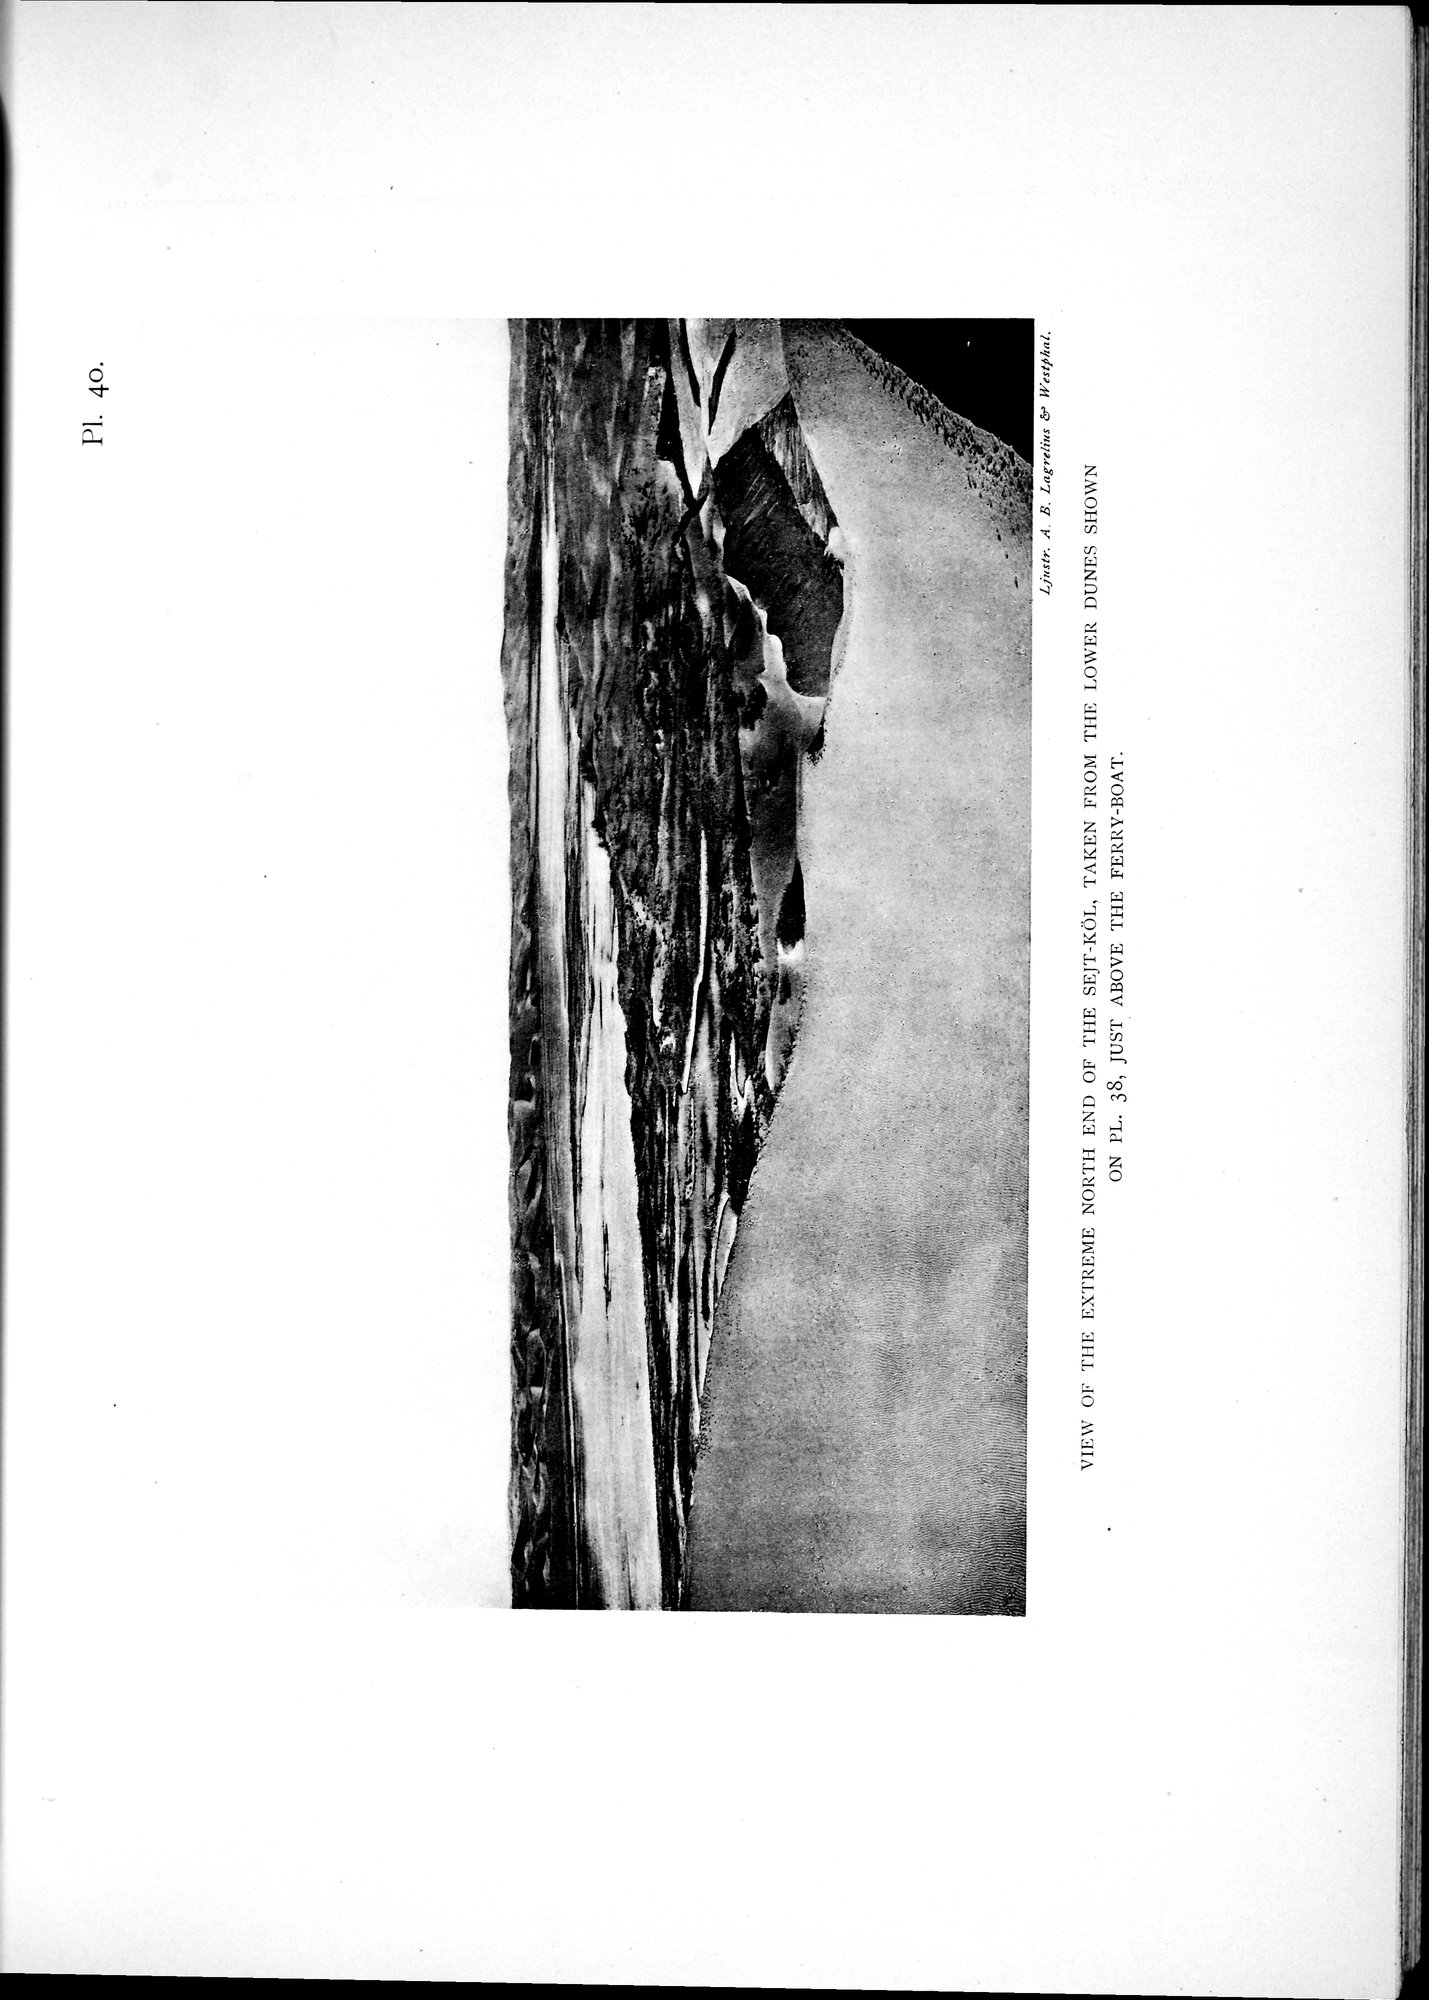 Pl. 40.
Ljustr. A. B. Lagrelius & Westphal.
VIEW OF THE EXTREME NORTH END OF THE SEJT-KÖL, TAKEN FROM THE LOWER DUNES SHOWN
ON PL. 38, JUST ABOVE THE FERRY-BOAT.